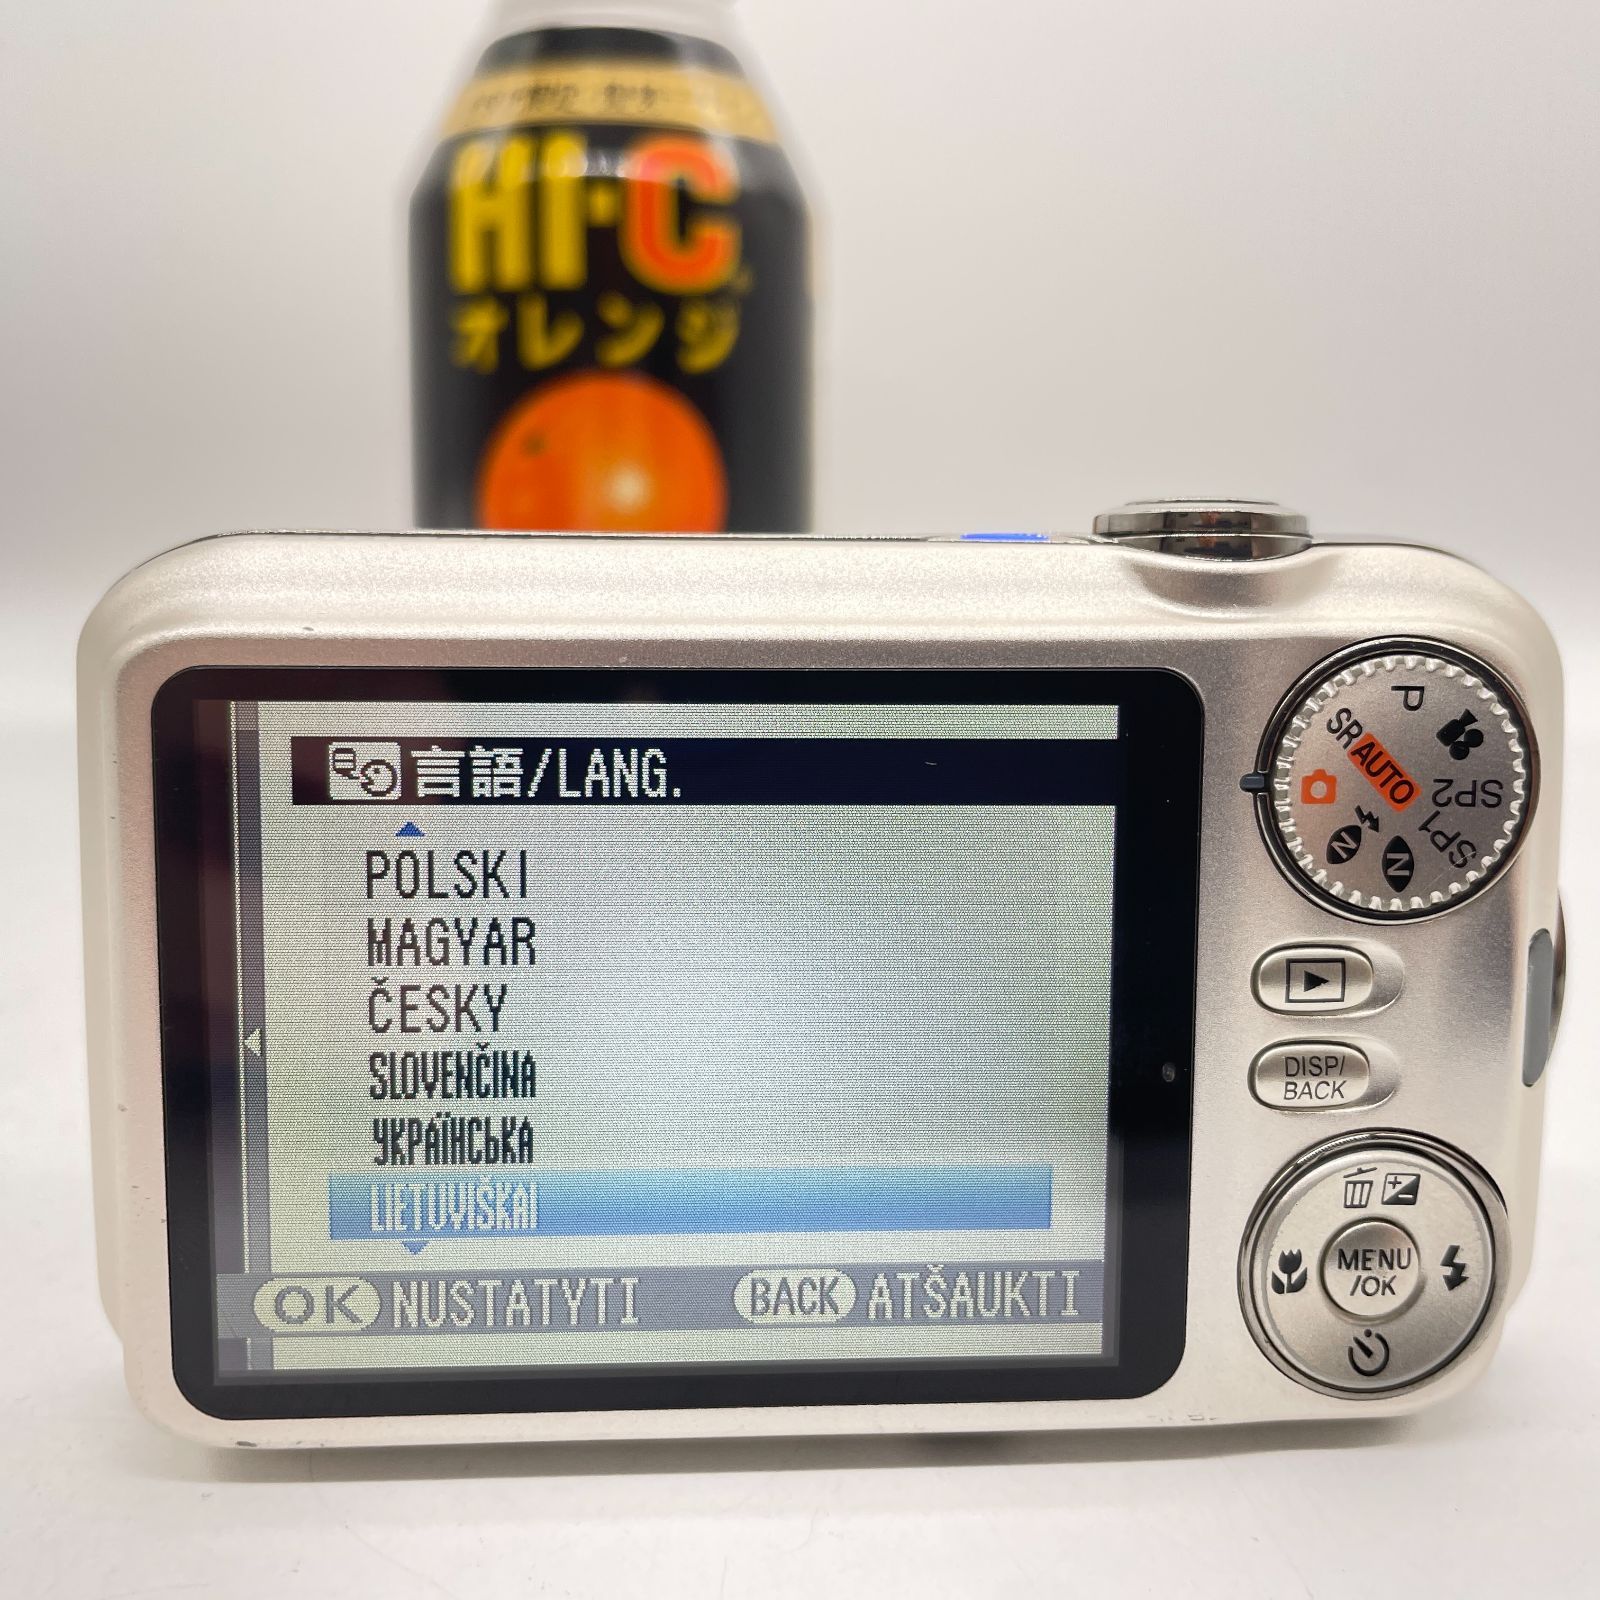 HI-C
オレンジ
言語/LANG.
POLSKI
MAGYAR
ČESKY
SLOVENČINA
УКРАЇНСЬКА
LIETUVIŠKAI
OK NUSTATYTI BACK ATŠAUKTI
P
SR AUTO
SP2
SP1
N
N
DISP/
BACK
MENU
/OK